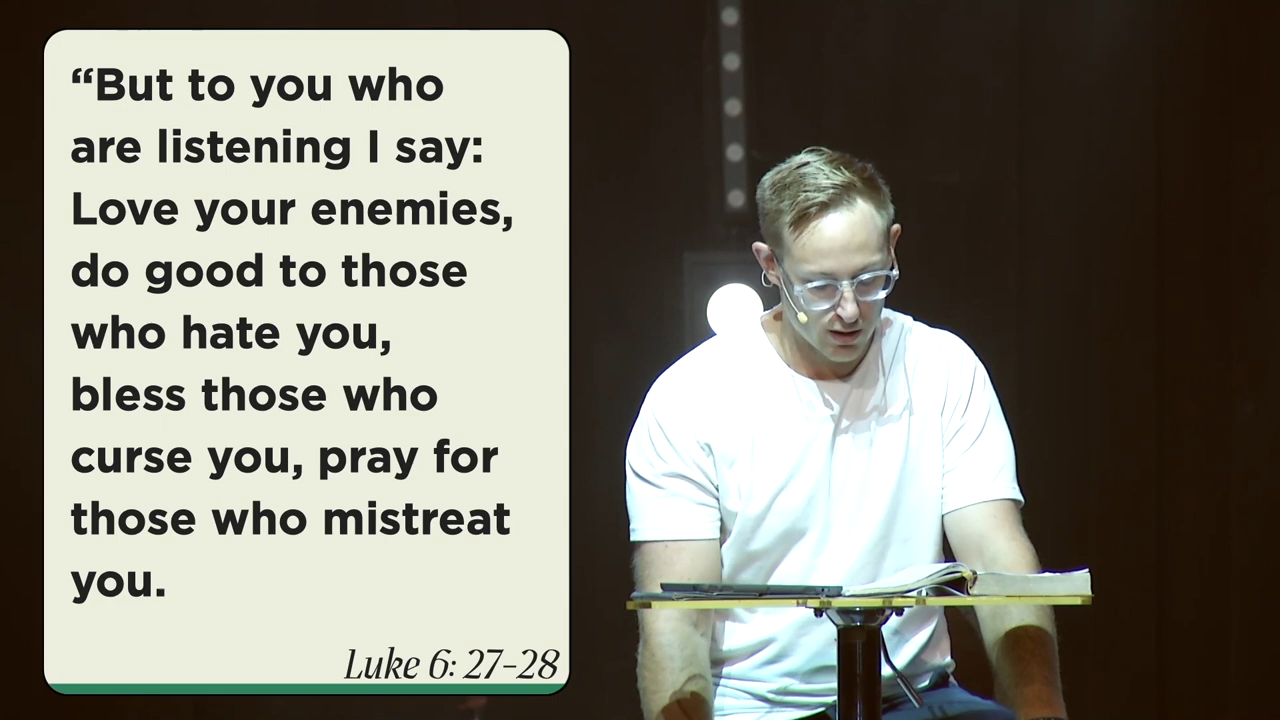 “But to you who
are listening I say:
Love your enemies,
do good to those
who hate you,
bless those who
curse you, pray for
those who mistreat
you.
Luke 6: 27-28